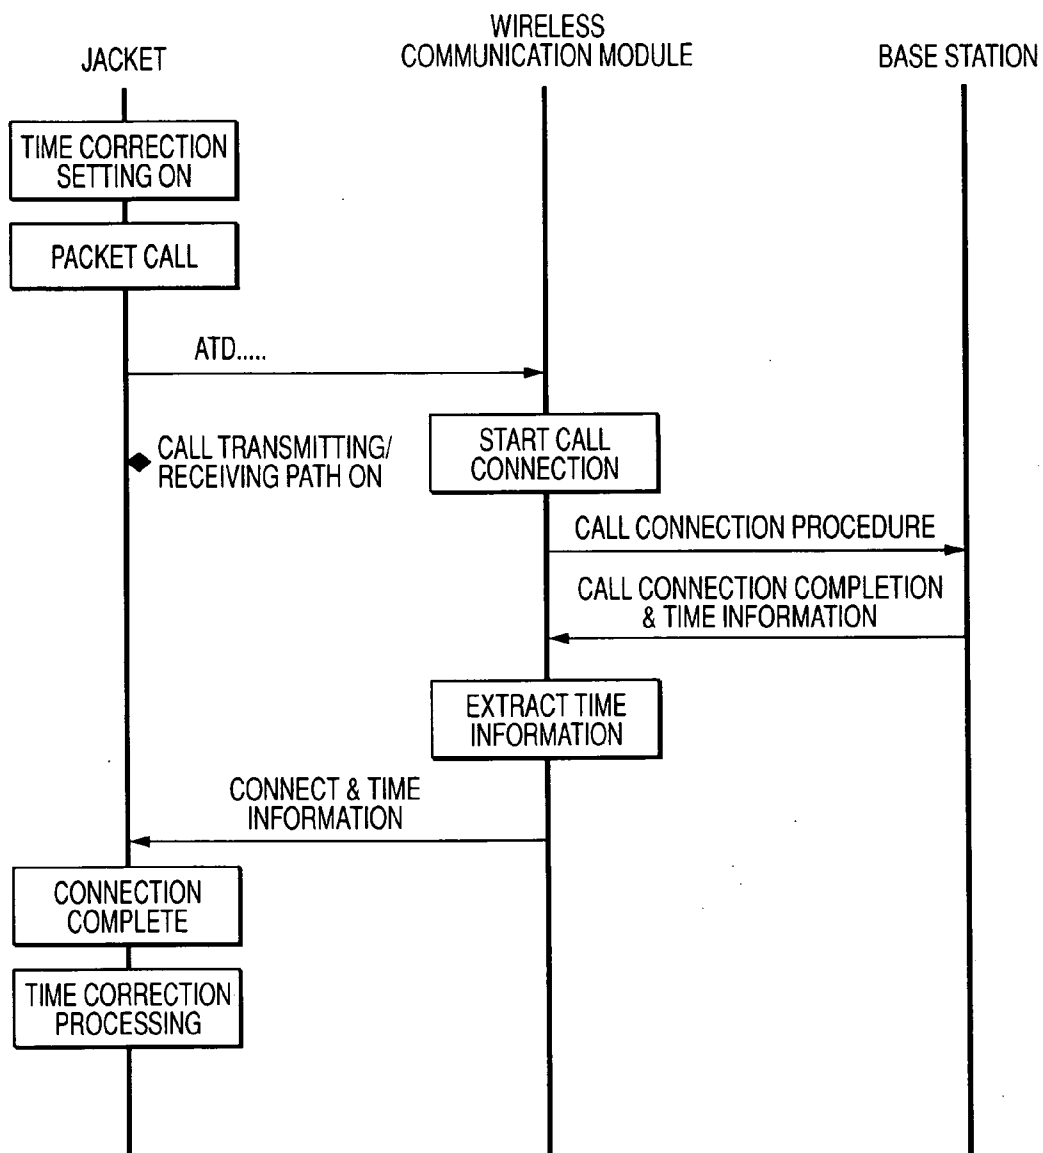 JACKET
WIRELESS
COMMUNICATION MODULE
BASE STATION
TIME CORRECTION
SETTING ON
PACKET CALL
ATD.....
CALL TRANSMITTING/
RECEIVING PATH ON
START CALL
CONNECTION
CALL CONNECTION PROCEDURE
CALL CONNECTION COMPLETION
& TIME INFORMATION
EXTRACT TIME
INFORMATION
CONNECT & TIME
INFORMATION
CONNECTION
COMPLETE
TIME CORRECTION
PROCESSING